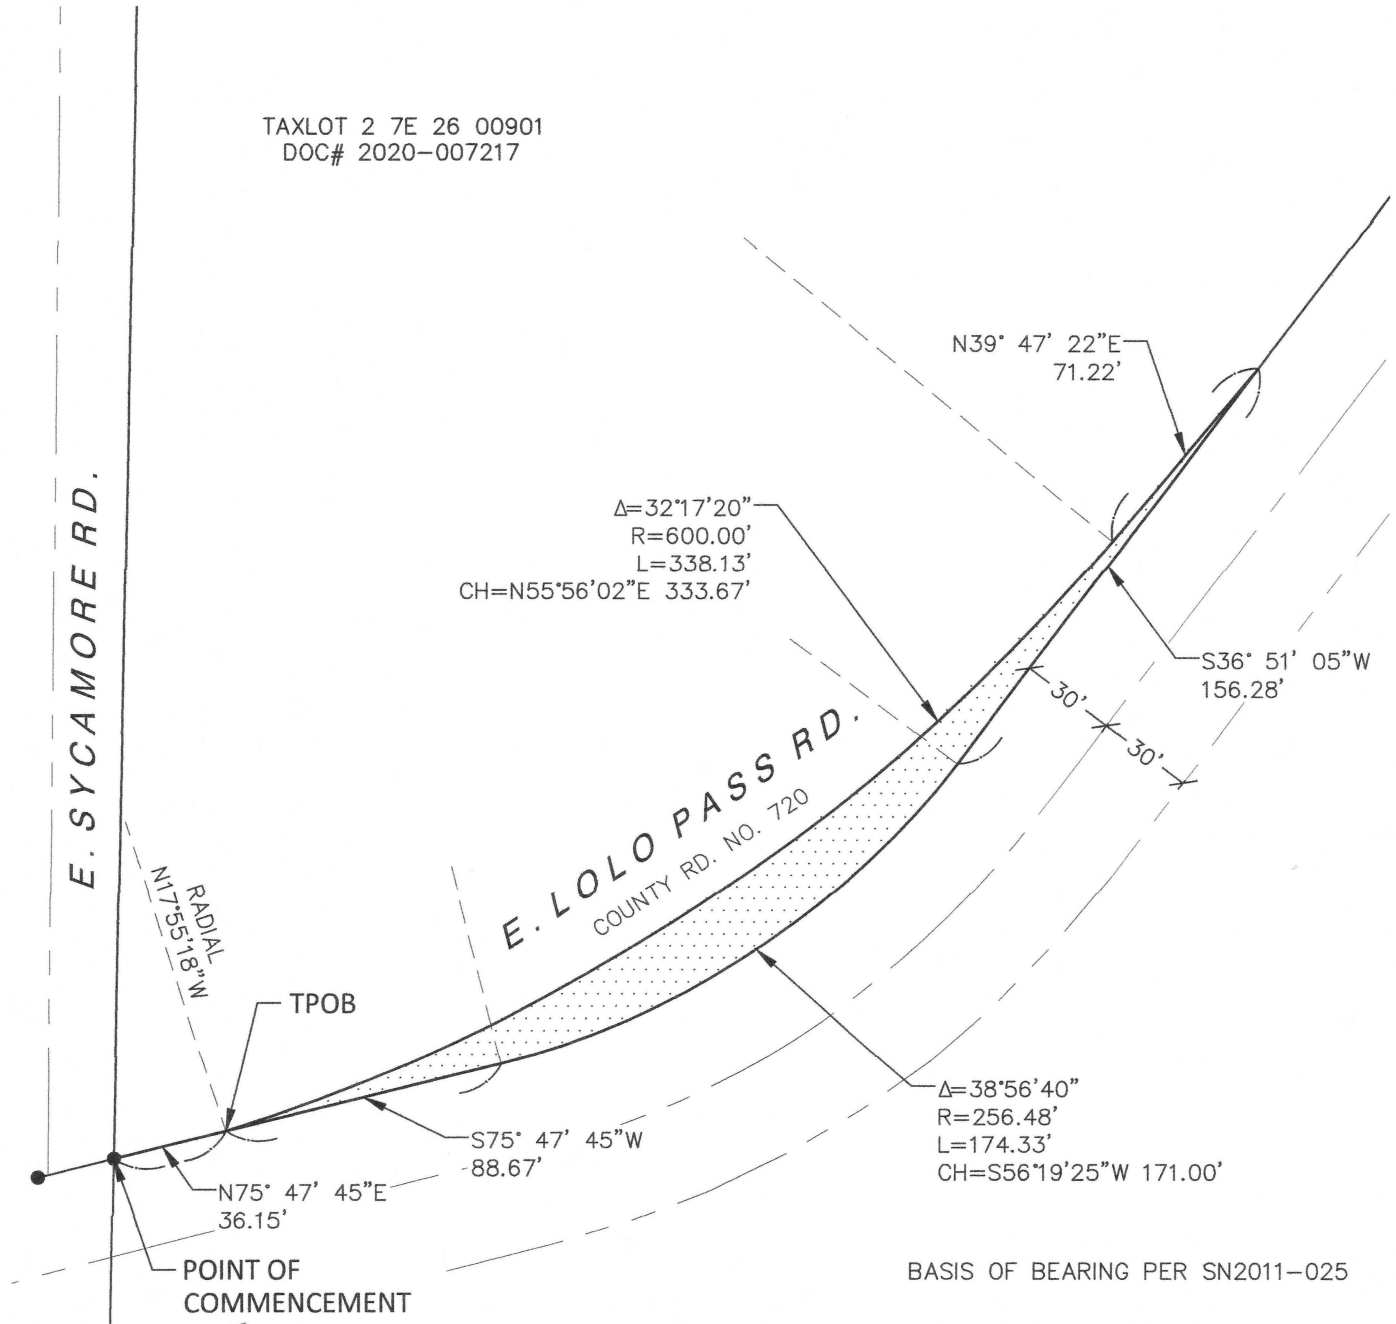 TAXLOT 2 7E 26 00901
DOC# 2020-007217
N39° 47' 22"E
71.22'
Δ=32°17'20"
R=600.00'
L=338.13'
CH=N55°56'02"E 333.67'
S36° 51' 05"W
156.28'
30'
30'
E. SYCAMORE RD.
E. LOLO PASS RD.
COUNTY RD. NO. 720
RADIAL
N17°55'18"W
TPOB
S75° 47' 45"W
88.67'
Δ=38°56'40"
R=256.48'
L=174.33'
CH=S56°19'25"W 171.00'
N75° 47' 45"E
36.15'
POINT OF
COMMENCEMENT
BASIS OF BEARING PER SN2011-025